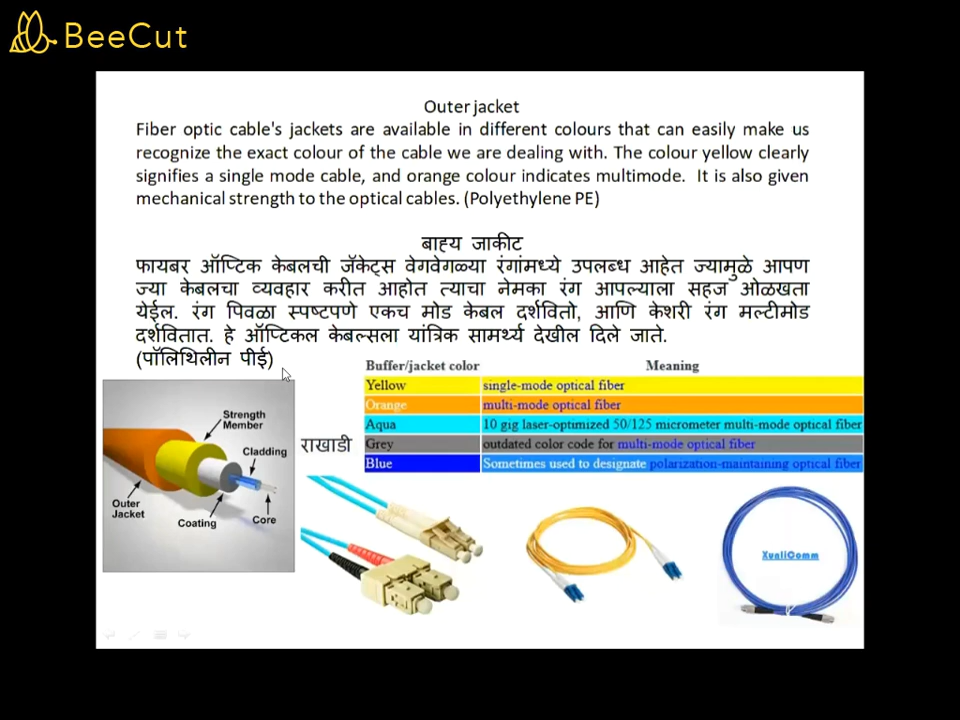 BeeCut
Outer jacket
Fiber optic cable's jackets are available in different colours that can easily make us
recognize the exact colour of the cable we are dealing with. The colour yellow clearly
signifies a single mode cable, and orange colour indicates multimode. It is also given
mechanical strength to the optical cables. (Polyethylene PE)
बाह्य जाकीट
फायबर ऑप्टिक केबलची जॅकेट्स वेगवेगळ्या रंगांमध्ये उपलब्ध आहेत ज्यामुळे आपण
ज्या केबलचा व्यवहार करीत आहोत त्याचा नेमका रंग आपल्याला सहज ओळखता
येईल. रंग पिवळा स्पष्टपणे एकच मोड केबल दर्शवितो, आणि केशरी रंग मल्टीमोड
दर्शवितात. हे ऑप्टिकल केबल्सला यांत्रिक सामर्थ्य देखील दिले जाते.
(पॉलिथिलीन पीई)
Buffer/jacket color Meaning
Yellow single-mode optical fiber
Orange multi-mode optical fiber
Aqua 10 gig laser-optimized 50/125 micrometer multi-mode optical fiber
Grey outdated color code for multi-mode optical fiber
Blue Sometimes used to designate polarization-maintaining optical fiber
राखाडी
Strength
Member
Cladding
Outer
Jacket
Coating
Core
XualiComm